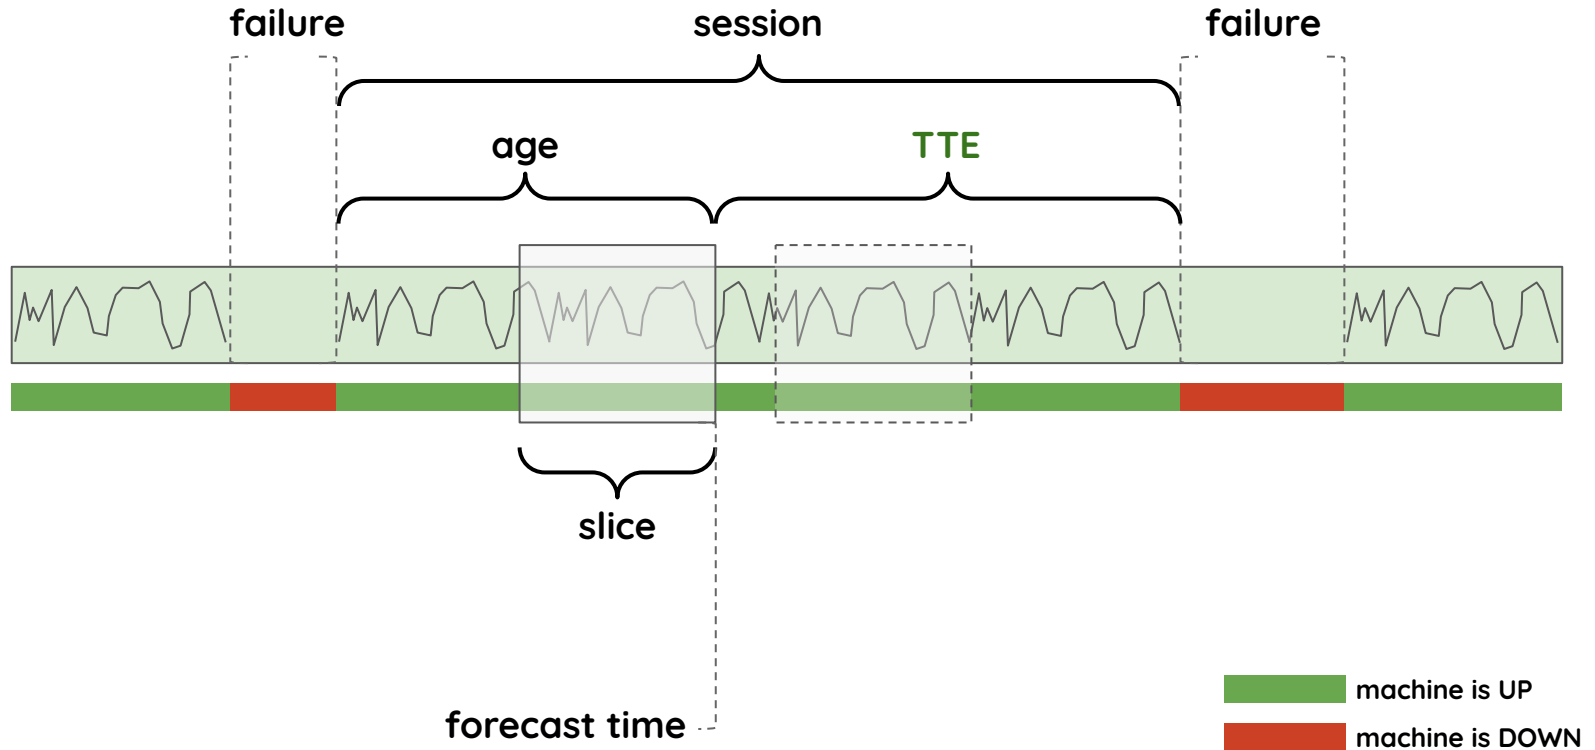 failure
session
failure
age
TTE
slice
forecast time
machine is UP
machine is DOWN